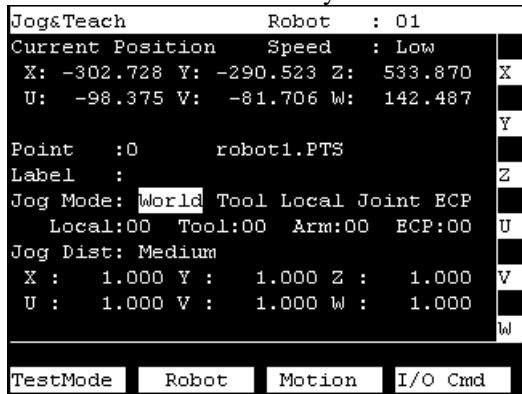 Jog&Teach Robot : 01
Current Position Speed : Low
X: -302.728 Y: -290.523 Z: 533.870 X
U: -98.375 V: -81.706 W: 142.487
Y
Point :0 robot1.PTS
Label : Z
Jog Mode: World Tool Local Joint ECP
Local:00 Tool:00 Arm:00 ECP:00 U
Jog Dist: Medium
X : 1.000 Y : 1.000 Z : 1.000 V
U : 1.000 V : 1.000 W : 1.000
W
TestMode Robot Motion I/O Cmd